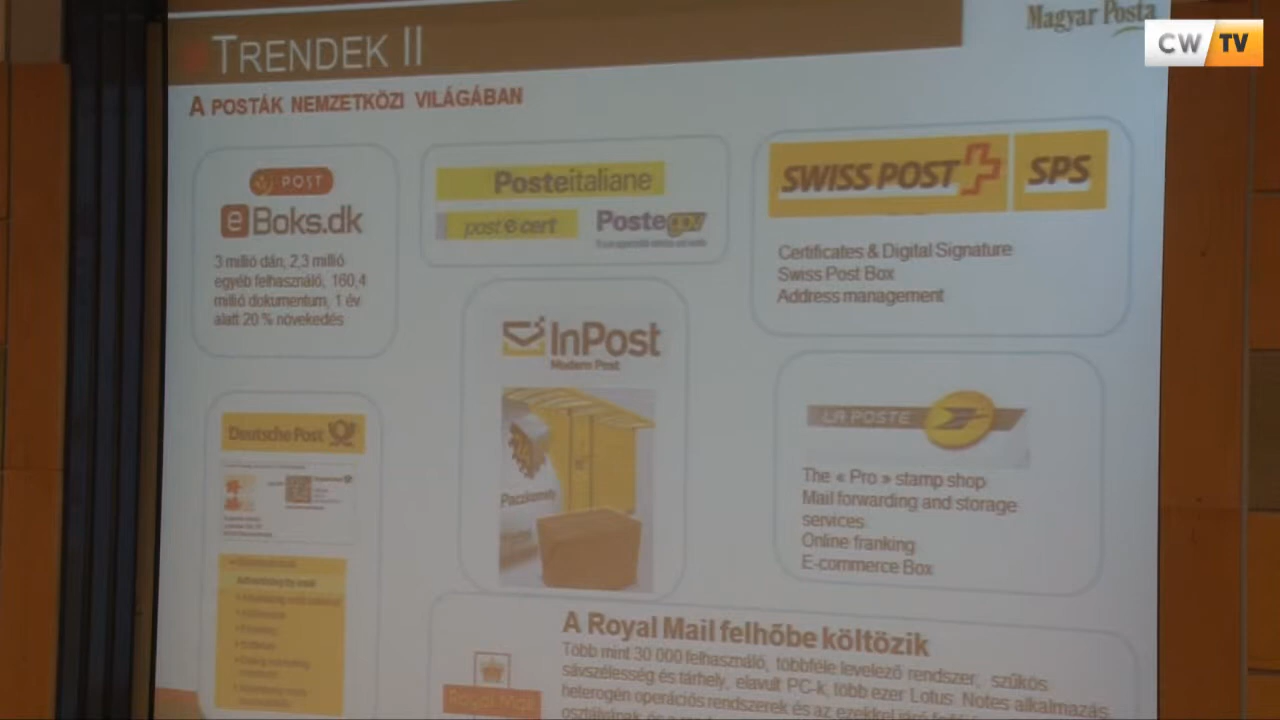 TRENDEK II
Magyar Posta
CW TV
A POSTÁK NEMZETKÖZI VILÁGÁBAN
POST
eBoks.dk
3 millió dán, 2,3 millió
egyéb felhasználó, 160,4
millió dokumentum, 1 év
alatt 20 % növekedés
Posteitaliane
post e cert
Postegov
SWISS POST SPS
Certificates & Digital Signature
Swiss Post Box
Address management
InPost
Modern Post
Paczkomaty
Deutsche Post
LA POSTE
The « Pro » stamp shop
Mail forwarding and storage
services
Online franking
E-commerce Box
Royal Mail
A Royal Mail felhőbe költözik
Több mint 30 000 felhasználó, többféle levelező rendszer, szűkös
sávszélesség és tárhely, elavult PC-k, több ezer Lotus Notes alkalmazás,
heterogén operációs rendszerek és az ezekkel járó